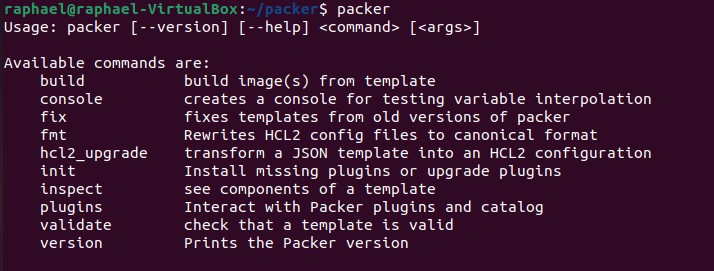 raphael@raphael-VirtualBox:~/packer$ packer
Usage: packer [--version] [--help] <command> [<args>]

Available commands are:
    build           build image(s) from template
    console         creates a console for testing variable interpolation
    fix             fixes templates from old versions of packer
    fmt             Rewrites HCL2 config files to canonical format
    hcl2_upgrade    transform a JSON template into an HCL2 configuration
    init            Install missing plugins or upgrade plugins
    inspect         see components of a template
    plugins         Interact with Packer plugins and catalog
    validate        check that a template is valid
    version         Prints the Packer version